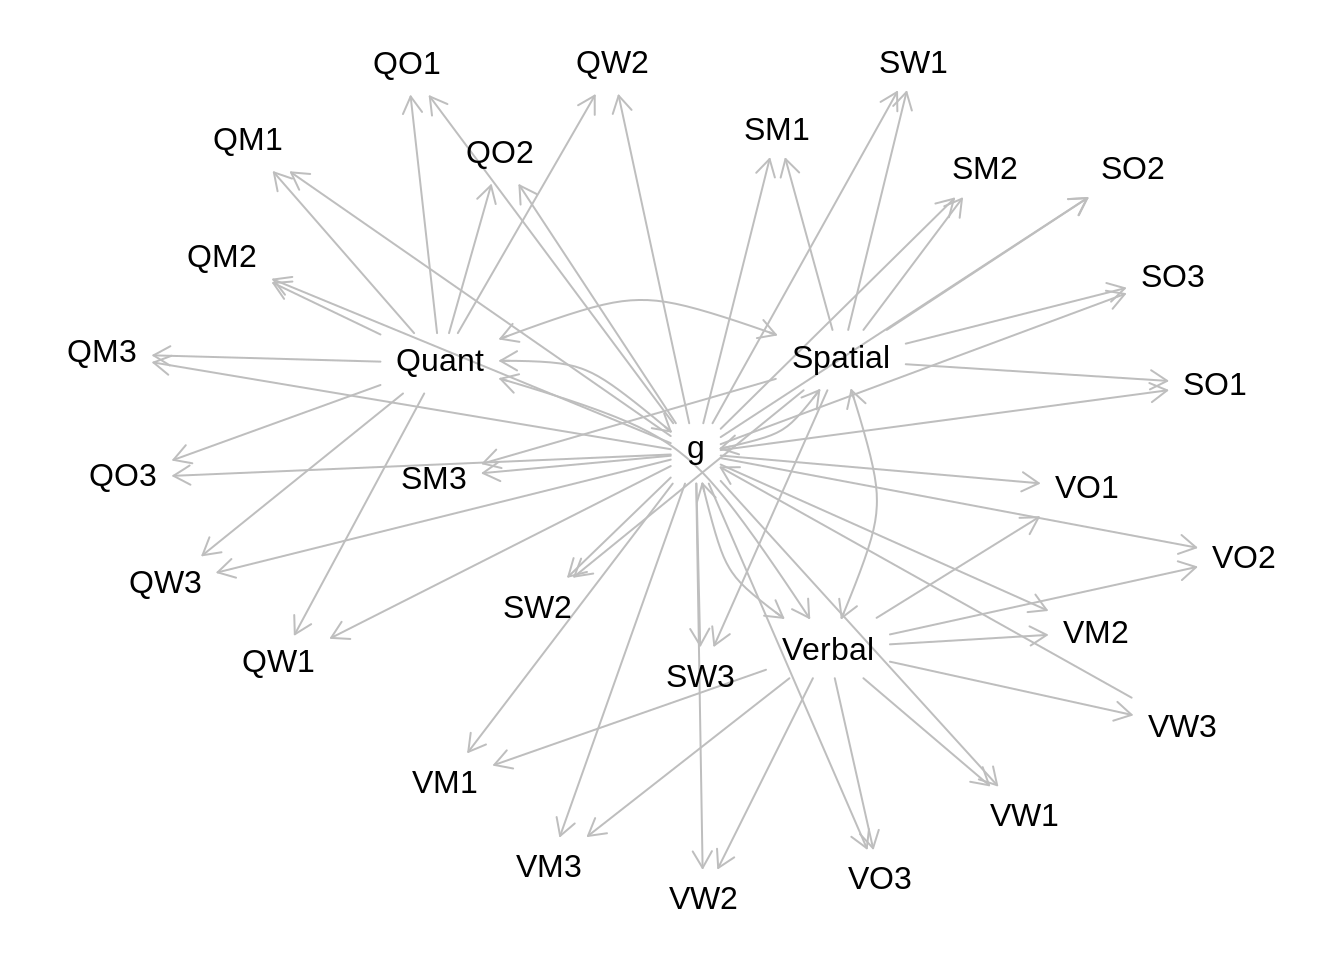 QO1
QW2
SW1
SM1
QM1
QO2
SM2
SO2
QM2
SO3
QM3
Quant
Spatial
SO1
g
QO3
SM3
VO1
VO2
QW3
SW2
VM2
Verbal
QW1
SW3
VW3
VM1
VW1
VM3
VO3
VW2